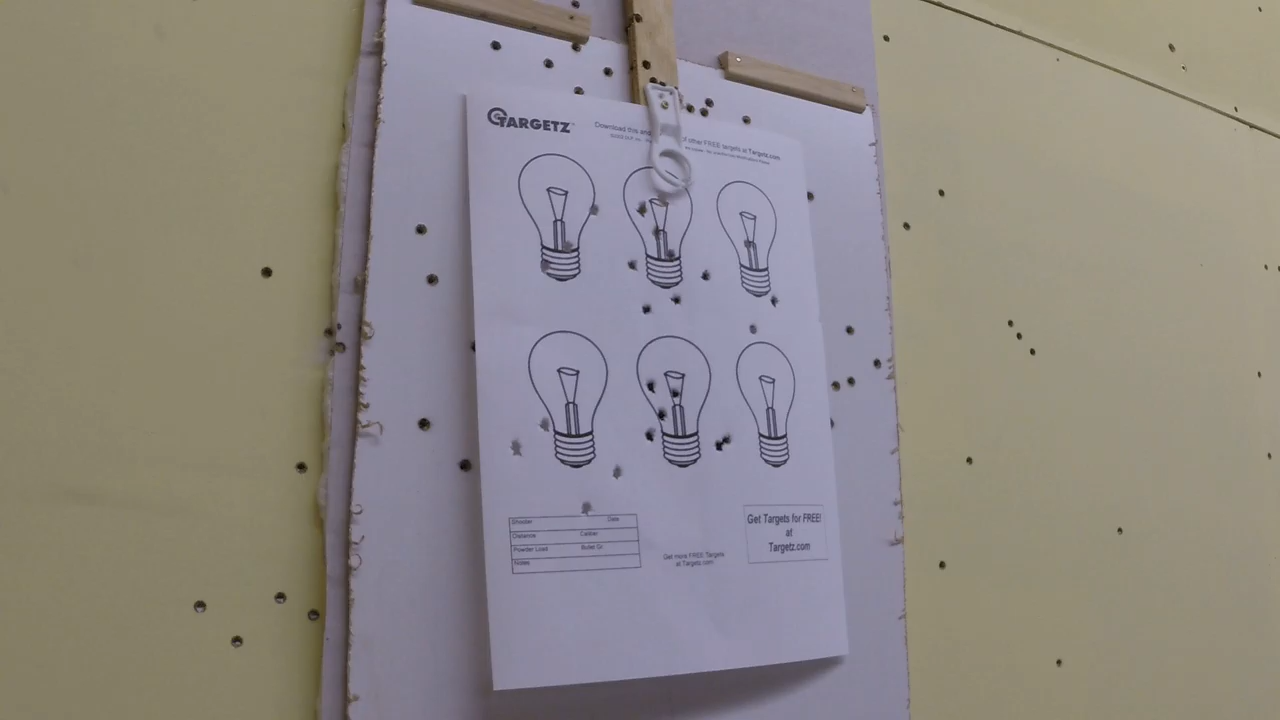 TARGETZ
Download this and of other FREE targets at Targetz.com
Shooter Date
Distance Caliber
Powder Load Bullet Gr.
Notes
Get more FREE Targets
at Targetz.com
Get Targets for FREE!
at
Targetz.com